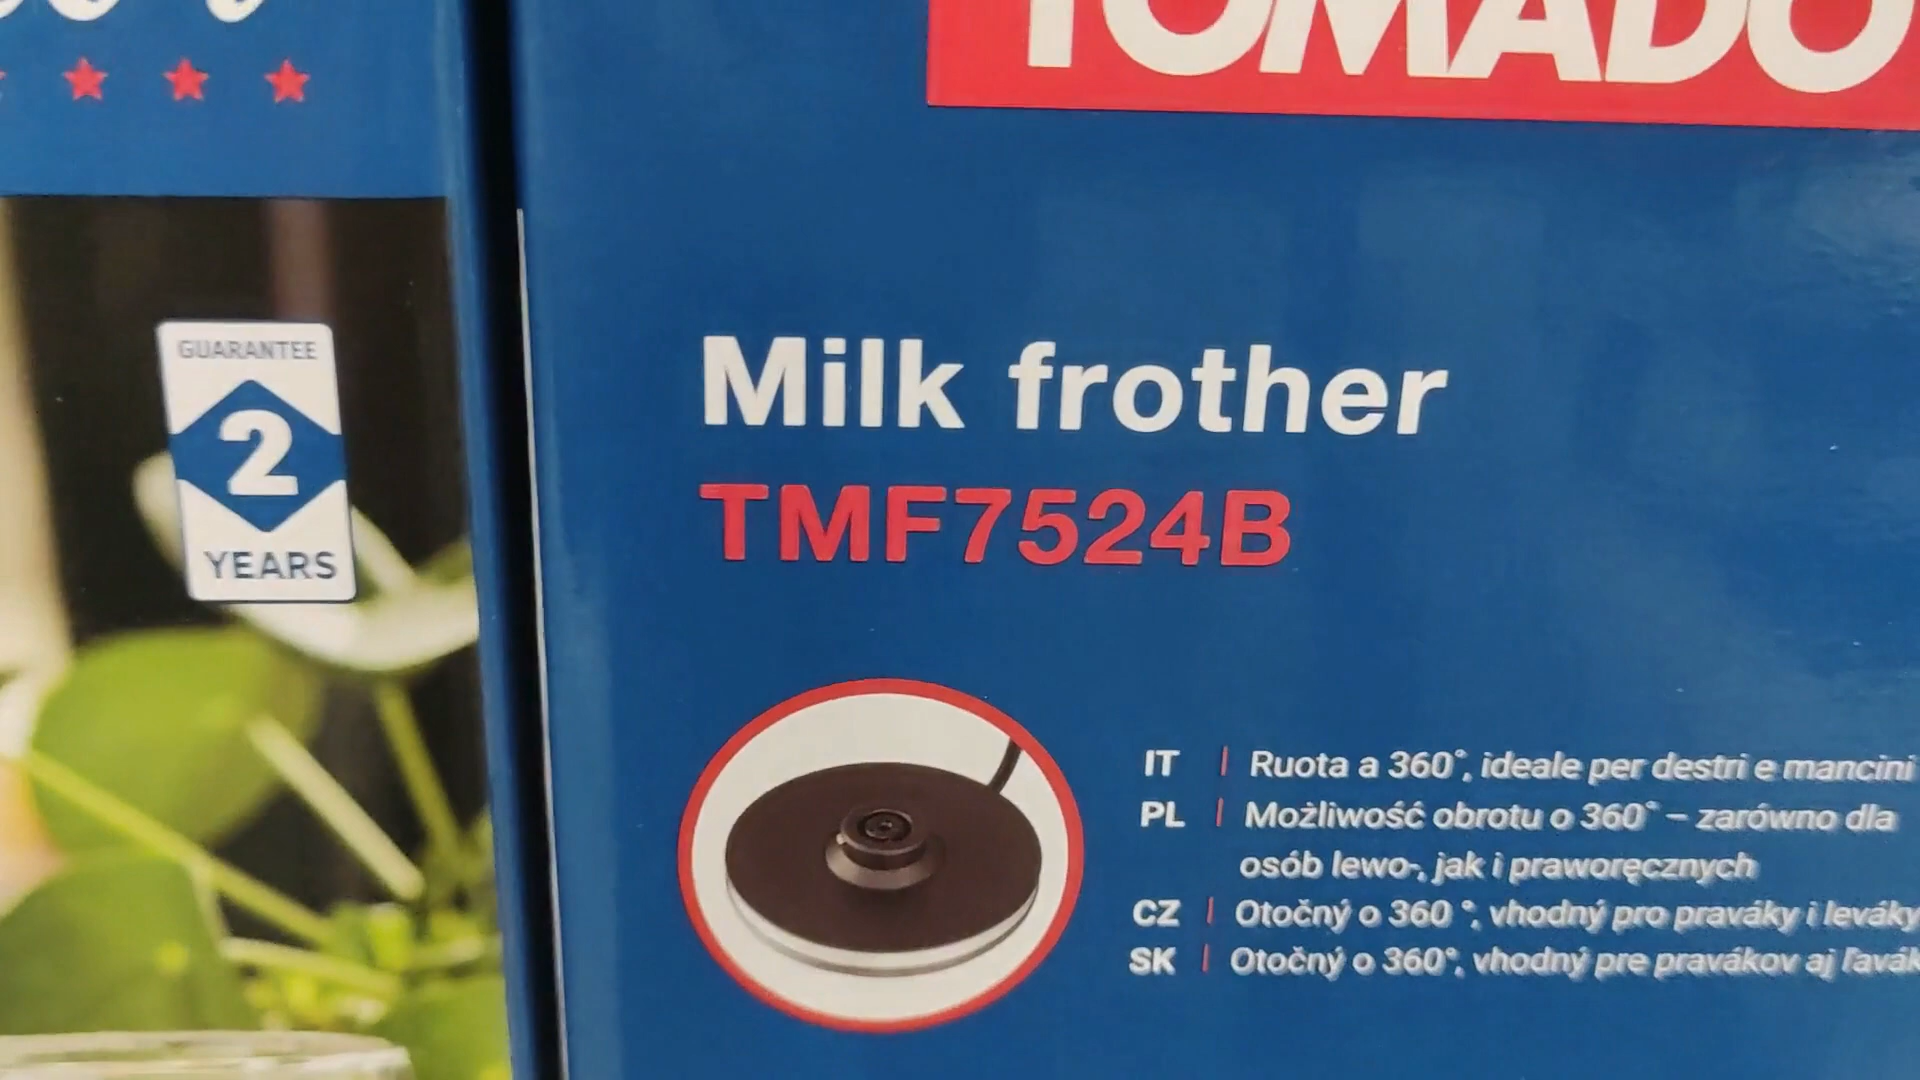 TOMADO
GUARANTEE
2
YEARS
Milk frother
TMF7524B
IT | Ruota a 360°, ideale per destri e mancini
PL | Możliwość obrotu o 360° – zarówno dla
osób lewo-, jak i praworęcznych
CZ | Otočný o 360 °, vhodný pro praváky i leváky
SK | Otočný o 360°, vhodný pre pravákov aj